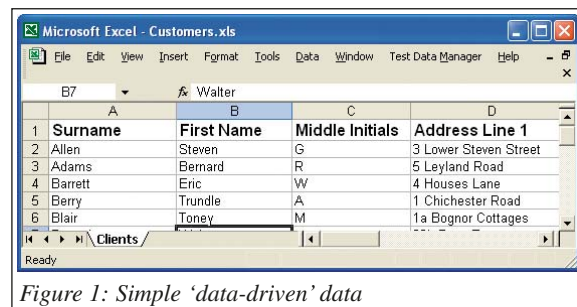 Microsoft Excel - Customers.xls
File Edit View Insert Format Tools Data Window Test Data Manager Help
B7 fx Walter
A B C D
1 Surname First Name Middle Initials Address Line 1
2 Allen Steven G 3 Lower Steven Street
3 Adams Bernard R 5 Leyland Road
4 Barrett Eric W 4 Houses Lane
5 Berry Trundle A 1 Chichester Road
6 Blair Toney M 1a Bognor Cottages
Clients
Ready
Figure 1: Simple ‘data-driven’ data